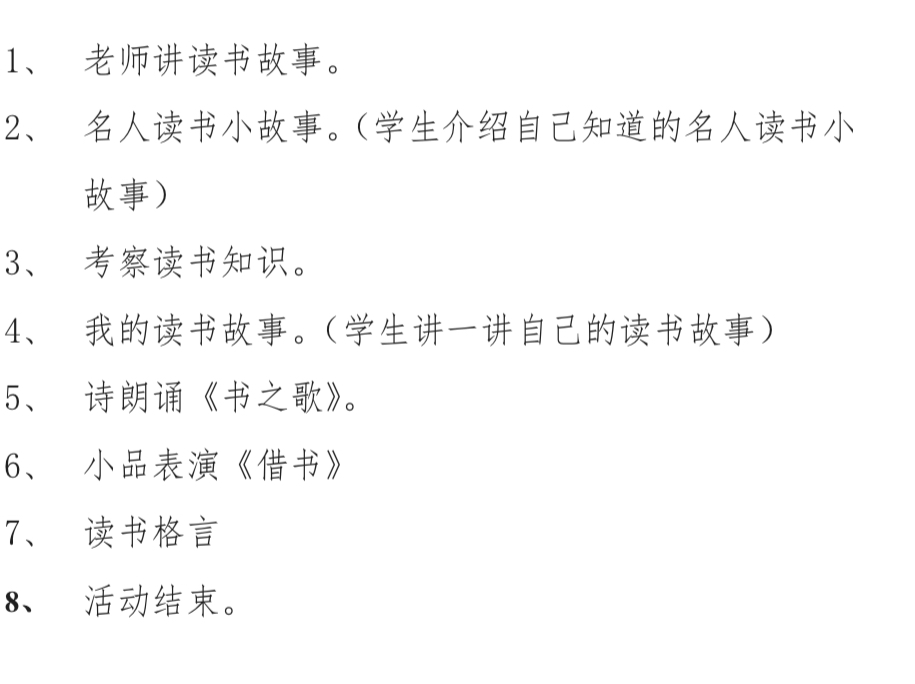 1、 老师讲读书故事。
2、 名人读书小故事。（学生介绍自己知道的名人读书小
故事）
3、 考察读书知识。
4、 我的读书故事。（学生讲一讲自己的读书故事）
5、 诗朗诵《书之歌》。
6、 小品表演《借书》
7、 读书格言
8、 活动结束。